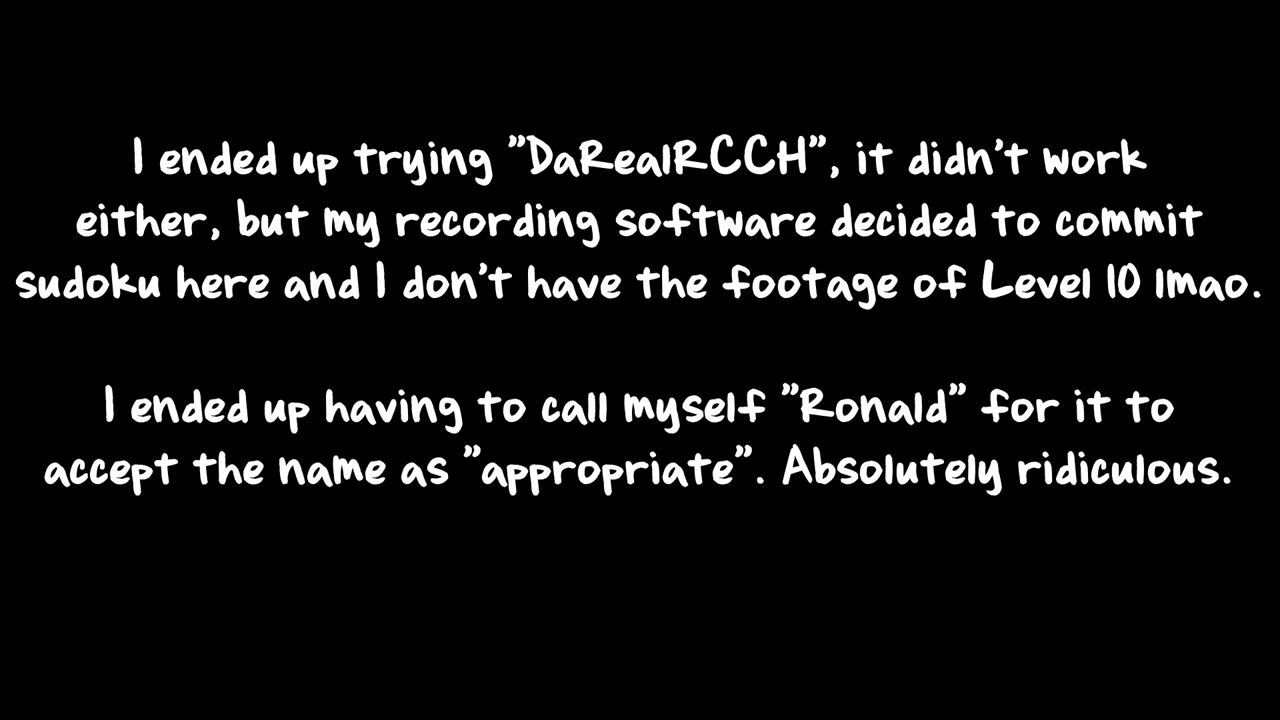 I ended up trying "DaRealRCCH", it didn't work
either, but my recording software decided to commit
sudoku here and I don't have the footage of Level 10 lmao.
I ended up having to call myself "Ronald" for it to
accept the name as "appropriate". Absolutely ridiculous.